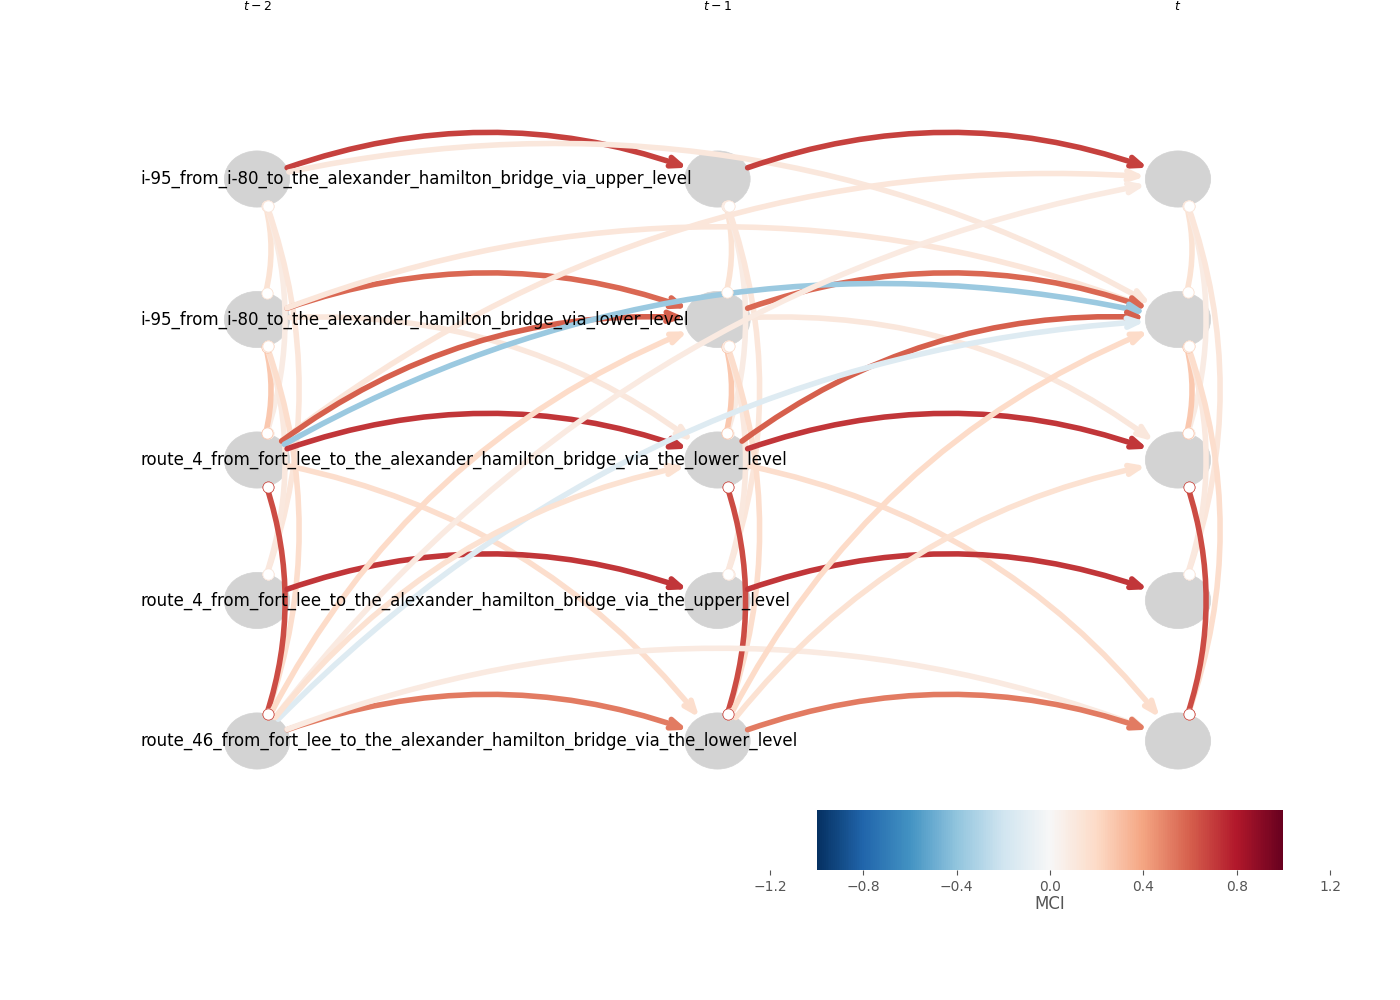 t − 2 t − 1 t
i-95_from_i-80_to_the_alexander_hamilton_bridge_via_upper_level
i-95_from_i-80_to_the_alexander_hamilton_bridge_via_lower_level
route_4_from_fort_lee_to_the_alexander_hamilton_bridge_via_the_lower_level
route_4_from_fort_lee_to_the_alexander_hamilton_bridge_via_the_upper_level
route_46_from_fort_lee_to_the_alexander_hamilton_bridge_via_the_lower_level
−1.2 −0.8 −0.4 0.0 0.4 0.8 1.2
MCI